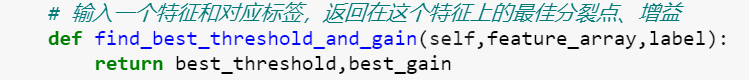 # 输入一个特征和对应标签，返回在这个特征上的最佳分裂点、增益
def find_best_threshold_and_gain(self,feature_array,label):
    return best_threshold,best_gain